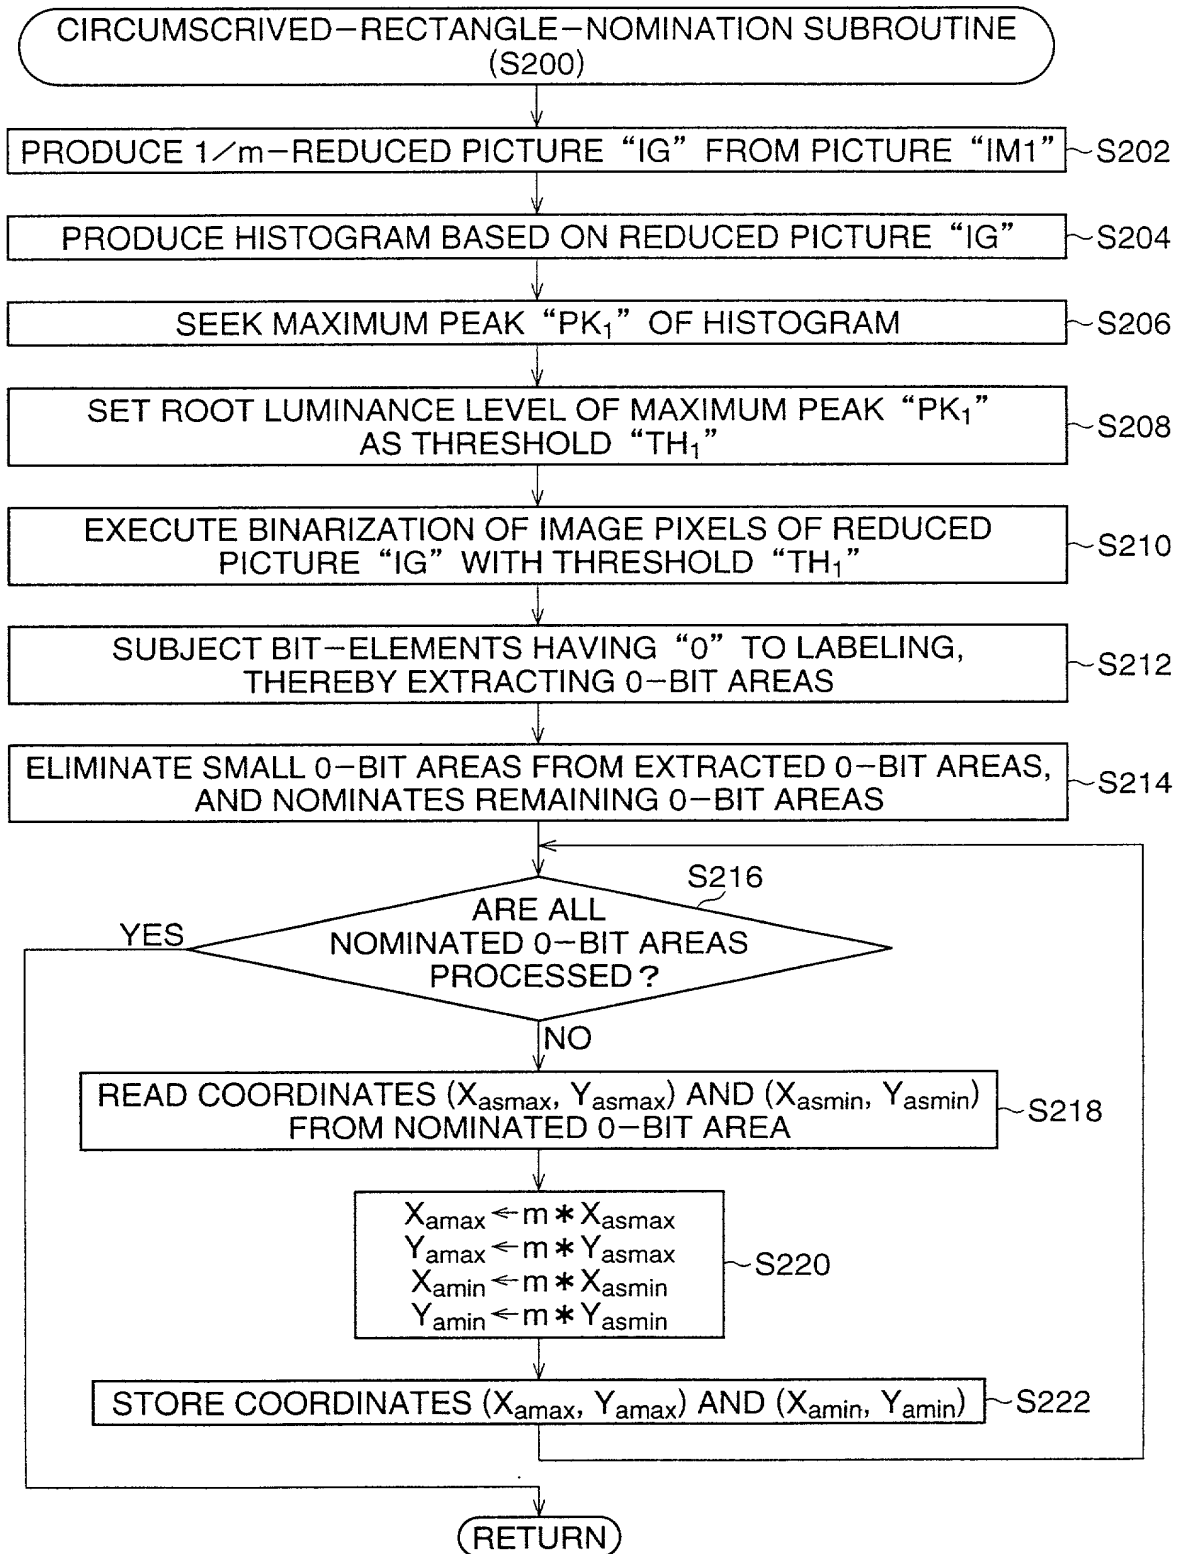 CIRCUMSCRIVED-RECTANGLE-NOMINATION SUBROUTINE
(S200)
PRODUCE 1/m-REDUCED PICTURE “IG” FROM PICTURE “IM1”
S202
PRODUCE HISTOGRAM BASED ON REDUCED PICTURE “IG”
S204
SEEK MAXIMUM PEAK “PK₁” OF HISTOGRAM
S206
SET ROOT LUMINANCE LEVEL OF MAXIMUM PEAK “PK₁”
AS THRESHOLD “TH₁”
S208
EXECUTE BINARIZATION OF IMAGE PIXELS OF REDUCED
PICTURE “IG” WITH THRESHOLD “TH₁”
S210
SUBJECT BIT-ELEMENTS HAVING “0” TO LABELING,
THEREBY EXTRACTING 0-BIT AREAS
S212
ELIMINATE SMALL 0-BIT AREAS FROM EXTRACTED 0-BIT AREAS,
AND NOMINATES REMAINING 0-BIT AREAS
S214
S216
ARE ALL
NOMINATED 0-BIT AREAS
PROCESSED?
YES
NO
READ COORDINATES (Xasmax, Yasmax) AND (Xasmin, Yasmin)
FROM NOMINATED 0-BIT AREA
S218
Xamax ← m * Xasmax
Yamax ← m * Yasmax
Xamin ← m * Xasmin
Yamin ← m * Yasmin
S220
STORE COORDINATES (Xamax, Yamax) AND (Xamin, Yamin)
S222
RETURN